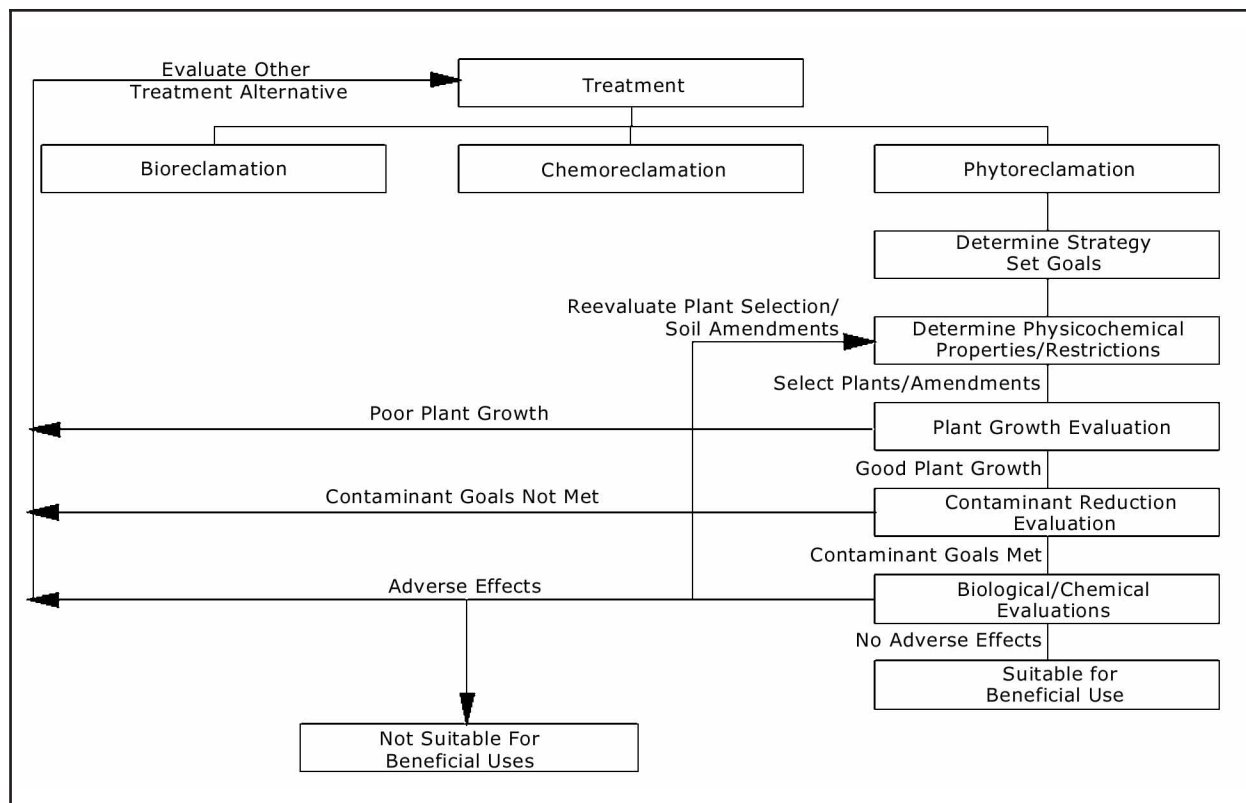 Evaluate Other
Treatment Alternative
Treatment
Bioreclamation
Chemoreclamation
Phytoreclamation
Determine Strategy
Set Goals
Reevaluate Plant Selection/
Soil Amendments
Determine Physicochemical
Properties/Restrictions
Select Plants/Amendments
Poor Plant Growth
Plant Growth Evaluation
Good Plant Growth
Contaminant Goals Not Met
Contaminant Reduction
Evaluation
Contaminant Goals Met
Adverse Effects
Biological/Chemical
Evaluations
No Adverse Effects
Suitable for
Beneficial Use
Not Suitable For
Beneficial Uses